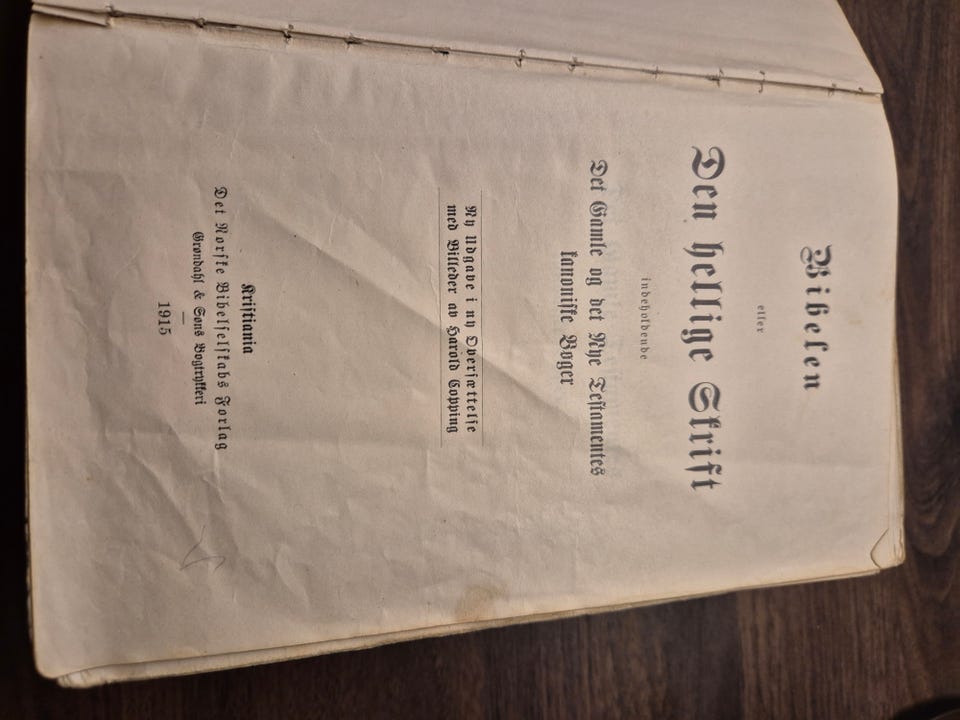 Bibelen
eller
Den hellige Skrift
indeholdende
Det Gamle og det Nye Testamentes
kanoniske Bøger
Ny Udgave i ny Oversættelse
med Billeder av Harold Copping
Kristiania
Det Norske Bibelselskabs Forlag
Grøndahl & Søns Bogtrykkeri
1915